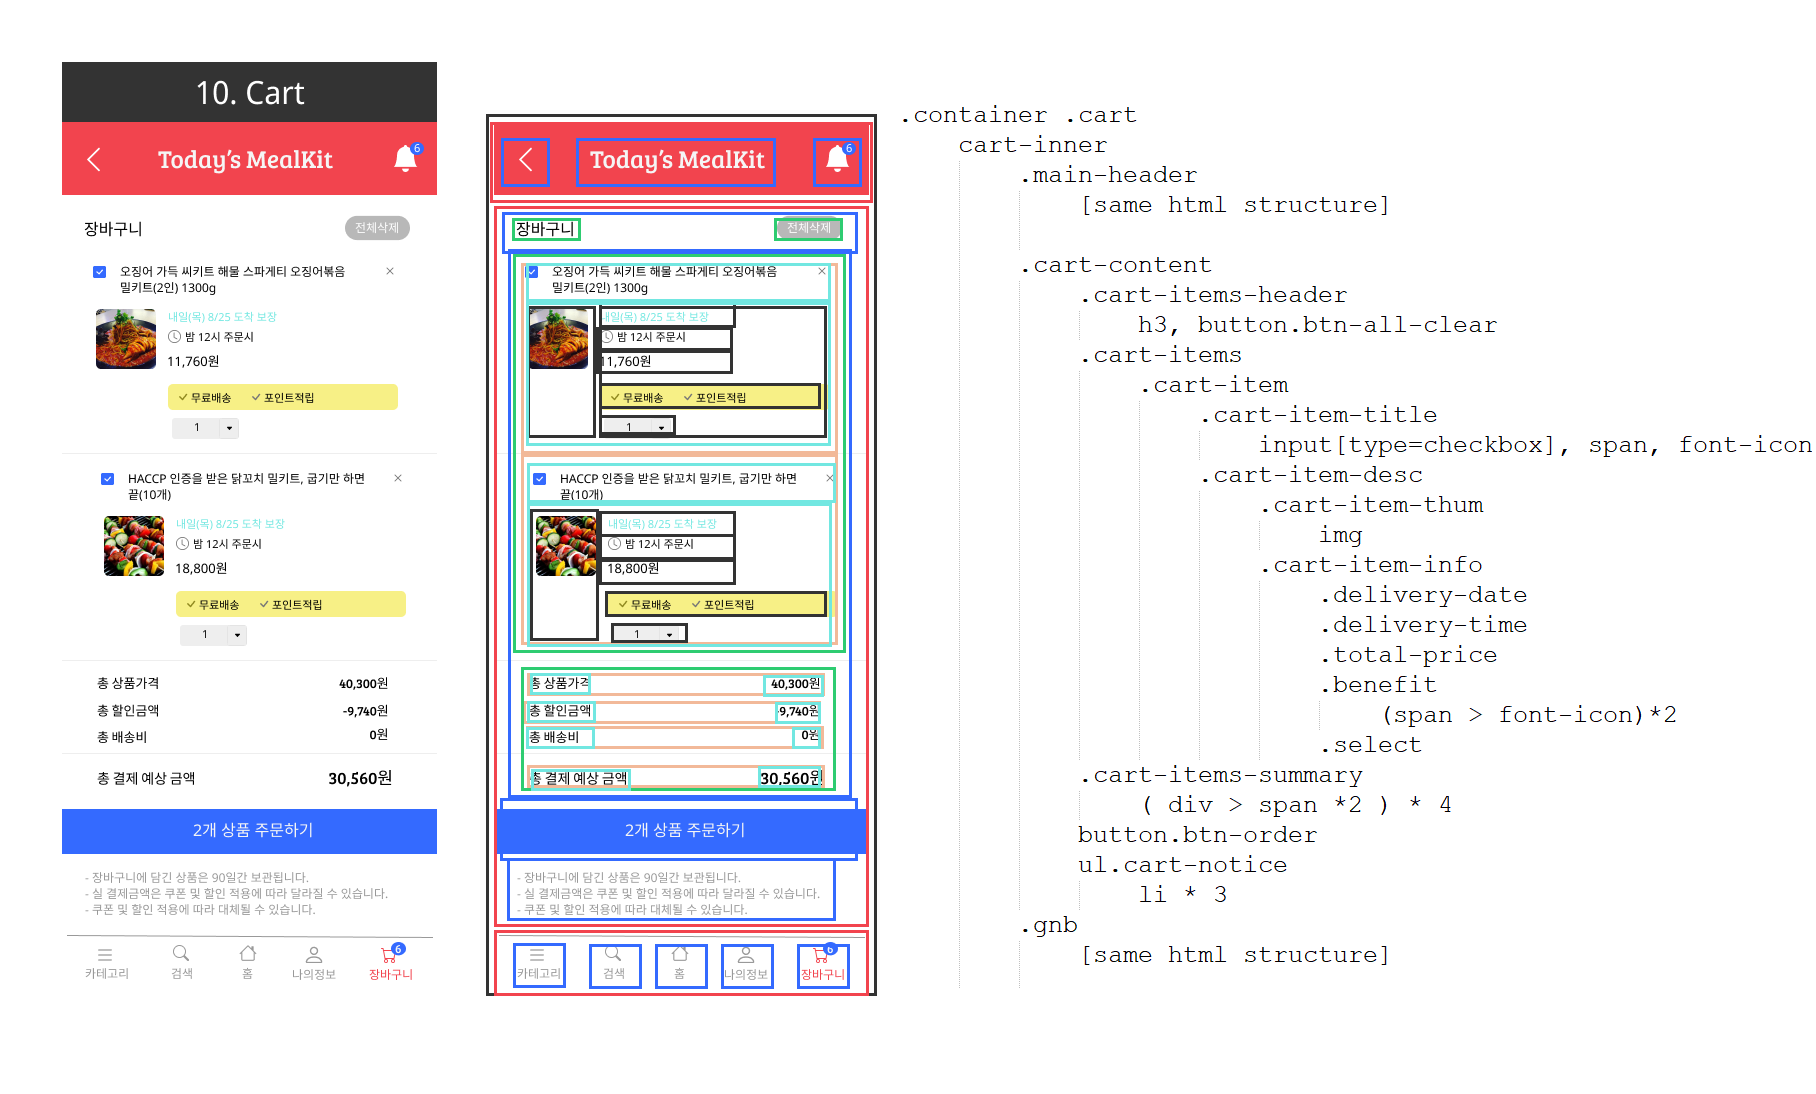 10. Cart
Today's MealKit
6
장바구니
전체삭제
오징어 가득 씨키트 해물 스파게티 오징어볶음
밀키트(2인) 1300g
내일(목) 8/25 도착 보장
밤 12시 주문시
11,760원
무료배송 포인트적립
1
HACCP 인증을 받은 닭꼬치 밀키트, 굽기만 하면
끝(10개)
내일(목) 8/25 도착 보장
밤 12시 주문시
18,800원
무료배송 포인트적립
1
총 상품가격 40,300원
총 할인금액 -9,740원
총 배송비 0원
총 결제 예상 금액 30,560원
2개 상품 주문하기
- 장바구니에 담긴 상품은 90일간 보관됩니다.
- 실 결제금액은 쿠폰 및 할인 적용에 따라 달라질 수 있습니다.
- 쿠폰 및 할인 적용에 따라 대체될 수 있습니다.
6
카테고리 검색 홈 나의정보 장바구니
Today's MealKit
6
장바구니
전체삭제
오징어 가득 씨키트 해물 스파게티 오징어볶음
밀키트(2인) 1300g
내일(목) 8/25 도착 보장
밤 12시 주문시
11,760원
무료배송 포인트적립
1
HACCP 인증을 받은 닭꼬치 밀키트, 굽기만 하면
끝(10개)
내일(목) 8/25 도착 보장
밤 12시 주문시
18,800원
무료배송 포인트적립
1
총 상품가격 40,300원
총 할인금액 -9,740원
총 배송비 0원
총 결제 예상 금액 30,560원
2개 상품 주문하기
- 장바구니에 담긴 상품은 90일간 보관됩니다.
- 실 결제금액은 쿠폰 및 할인 적용에 따라 달라질 수 있습니다.
- 쿠폰 및 할인 적용에 따라 대체될 수 있습니다.
6
카테고리 검색 홈 나의정보 장바구니
.container .cart
cart-inner
.main-header
[same html structure]
.cart-content
.cart-items-header
h3, button.btn-all-clear
.cart-items
.cart-item
.cart-item-title
input[type=checkbox], span, font-icon
.cart-item-desc
.cart-item-thum
img
.cart-item-info
.delivery-date
.delivery-time
.total-price
.benefit
(span > font-icon)*2
.select
.cart-items-summary
( div > span *2 ) * 4
button.btn-order
ul.cart-notice
li * 3
.gnb
[same html structure]